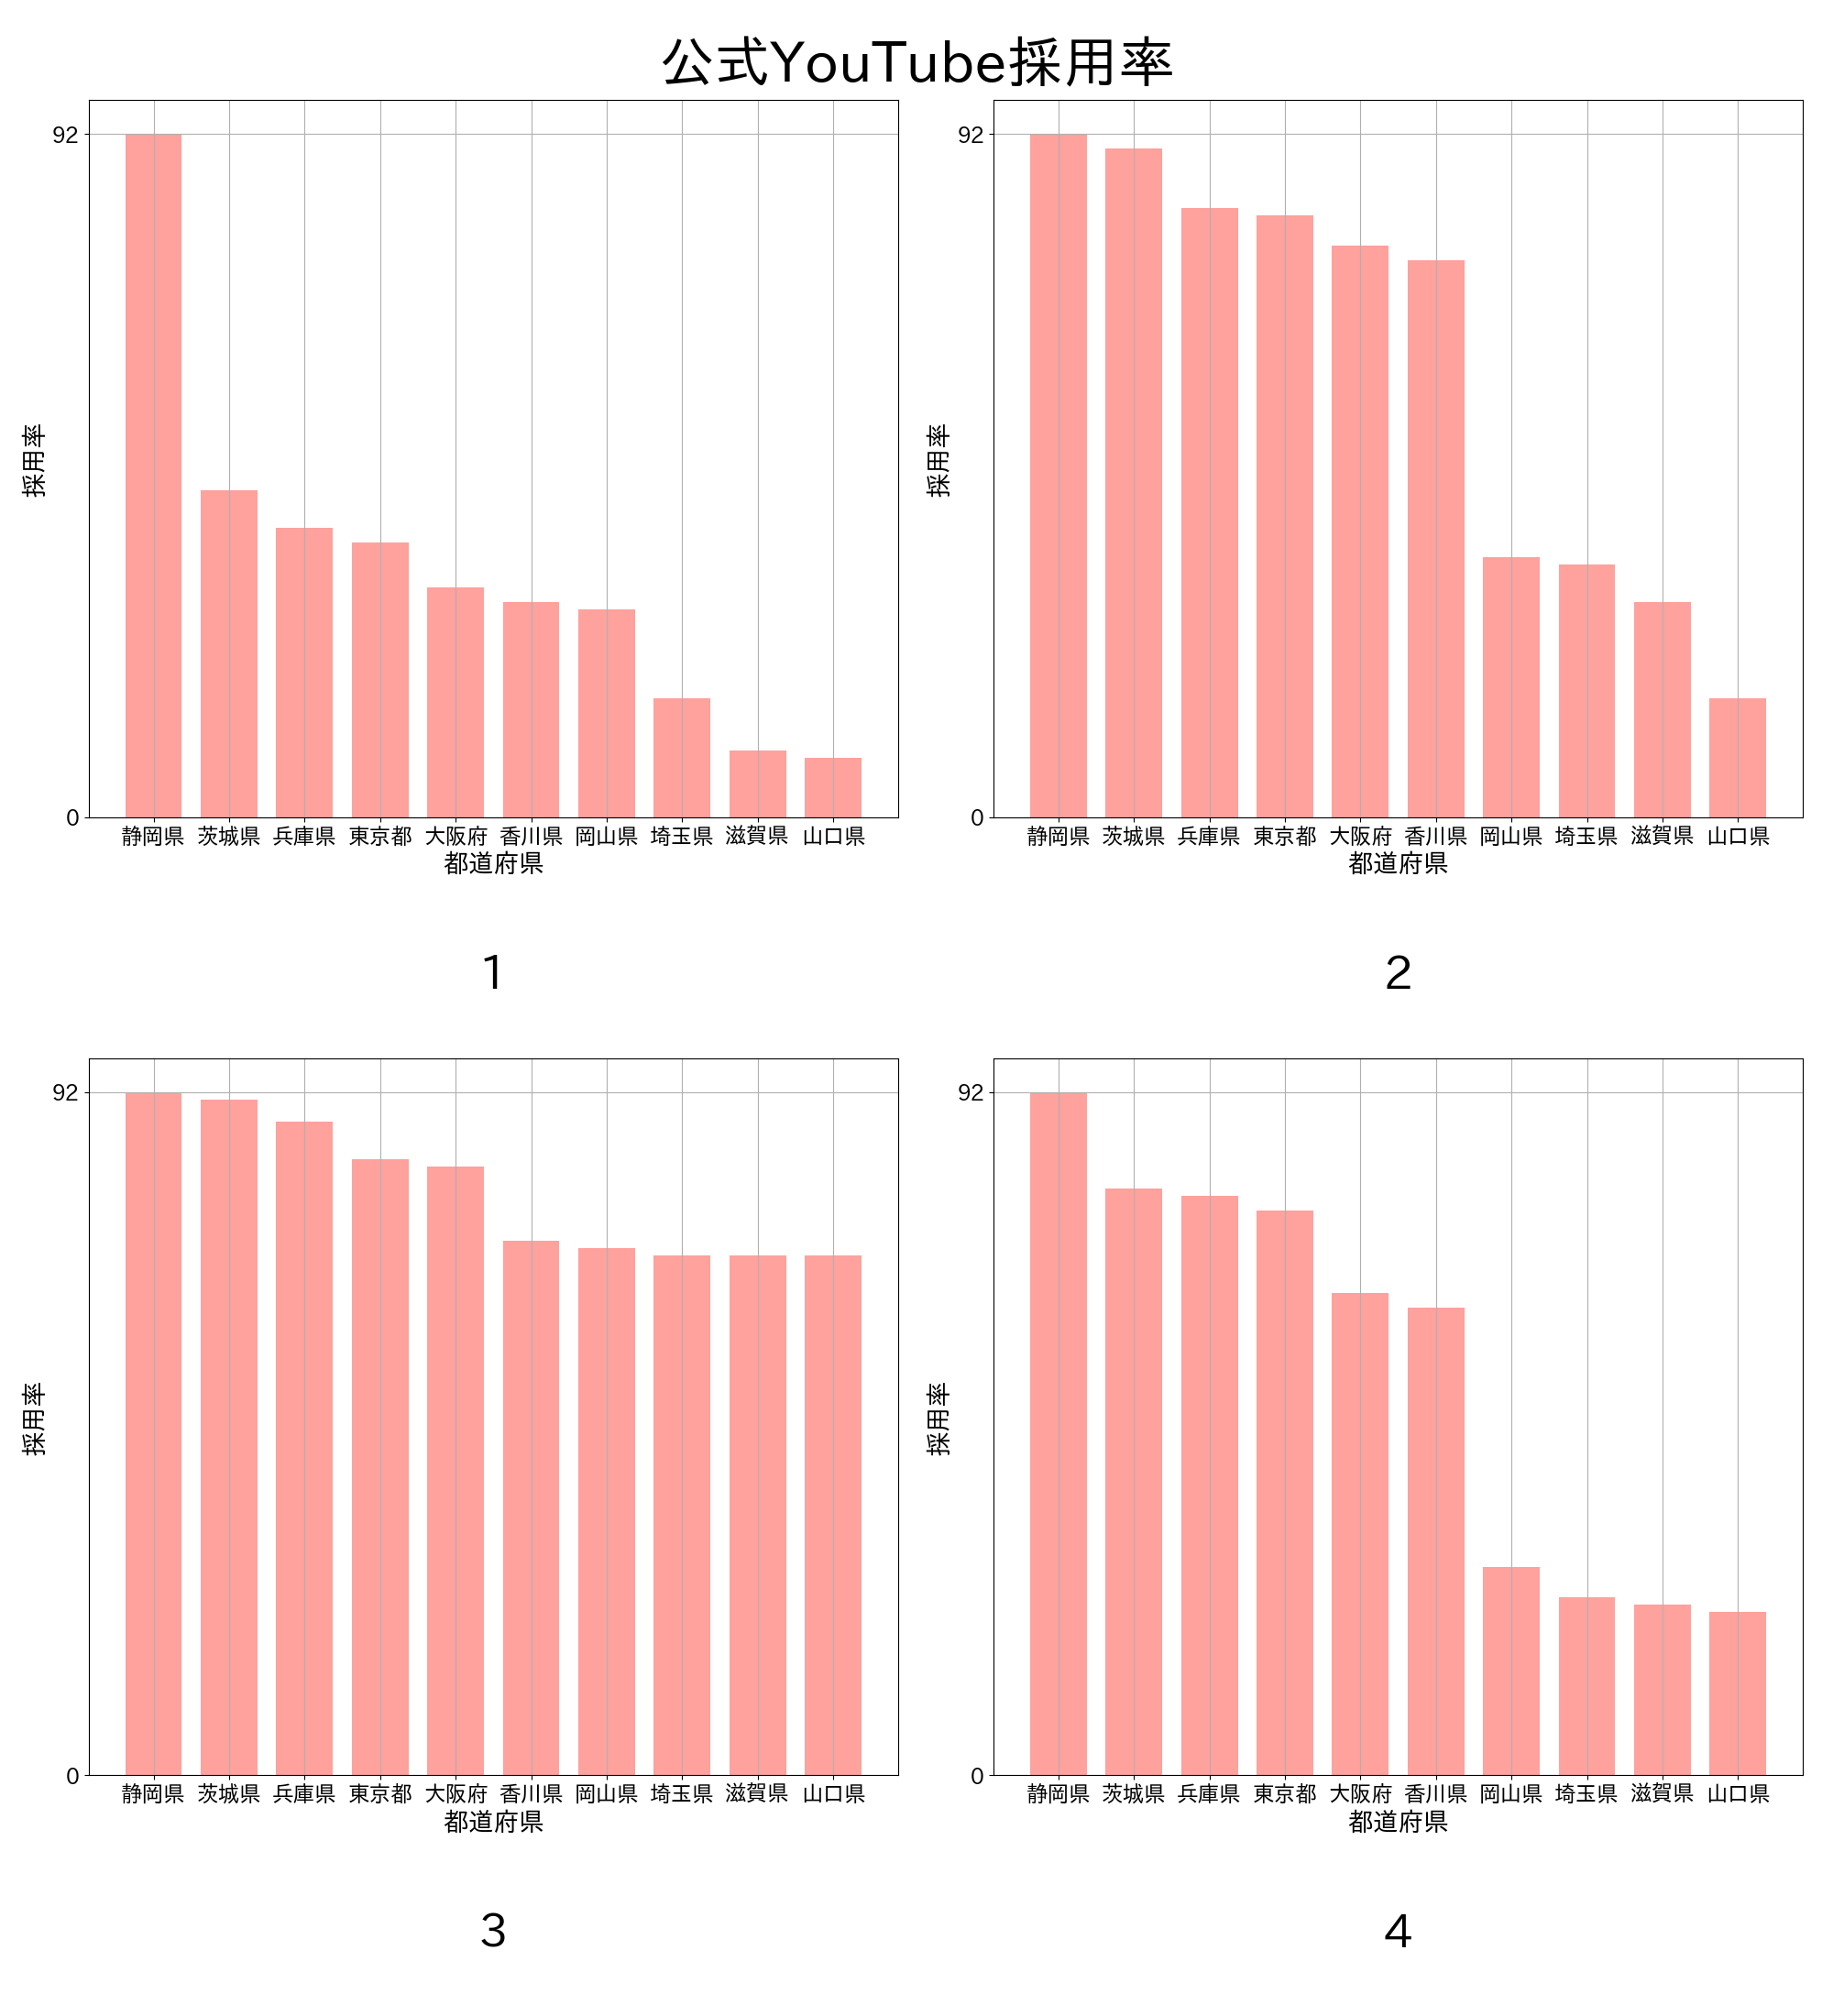 公式YouTube採用率
92
0
採用率
静岡県 茨城県 兵庫県 東京都 大阪府 香川県 岡山県 埼玉県 滋賀県 山口県
都道府県
1
92
0
採用率
静岡県 茨城県 兵庫県 東京都 大阪府 香川県 岡山県 埼玉県 滋賀県 山口県
都道府県
2
92
0
採用率
静岡県 茨城県 兵庫県 東京都 大阪府 香川県 岡山県 埼玉県 滋賀県 山口県
都道府県
3
92
0
採用率
静岡県 茨城県 兵庫県 東京都 大阪府 香川県 岡山県 埼玉県 滋賀県 山口県
都道府県
4